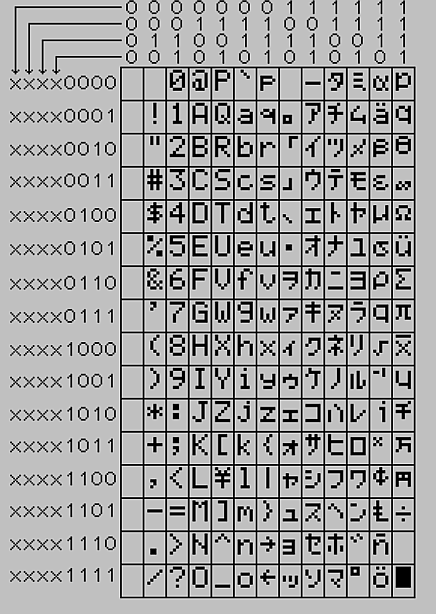 0 0 0 0 0 0 0 1 1 1 1 1 1
0 0 0 1 1 1 1 0 0 1 1 1 1
0 1 1 0 0 1 1 1 1 0 0 1 1
0 0 1 0 1 0 1 0 1 0 1 0 1
xxxx0000 0 @ P ` p ー タ ミ α p
xxxx0001 ! 1 A Q a q 。 ア チ ム ä q
xxxx0010 " 2 B R b r 「 イ ツ メ β θ
xxxx0011 # 3 C S c s 」 ウ テ モ ε ∞
xxxx0100 $ 4 D T d t 、 エ ト ヤ μ Ω
xxxx0101 % 5 E U e u ・ オ ナ ユ σ ü
xxxx0110 & 6 F V f v ヲ カ ニ ヨ ρ Σ
xxxx0111 ' 7 G W g w ァ キ ヌ ラ q π
xxxx1000 ( 8 H X h x ィ ク ネ リ √ x̄
xxxx1001 ) 9 I Y i y ゥ ケ ノ ル ⁻¹ y
xxxx1010 * : J Z j z ェ コ ハ レ j 千
xxxx1011 + ; K [ k { ォ サ ヒ ロ ˣ 万
xxxx1100 , < L ¥ l | ャ シ フ ワ ¢ 円
xxxx1101 - = M ] m } ュ ス ヘ ン ₤ ÷
xxxx1110 . > N ^ n → ョ セ ホ ゛ ñ
xxxx1111 / ? O _ o ← ッ ソ マ ゜ ö █